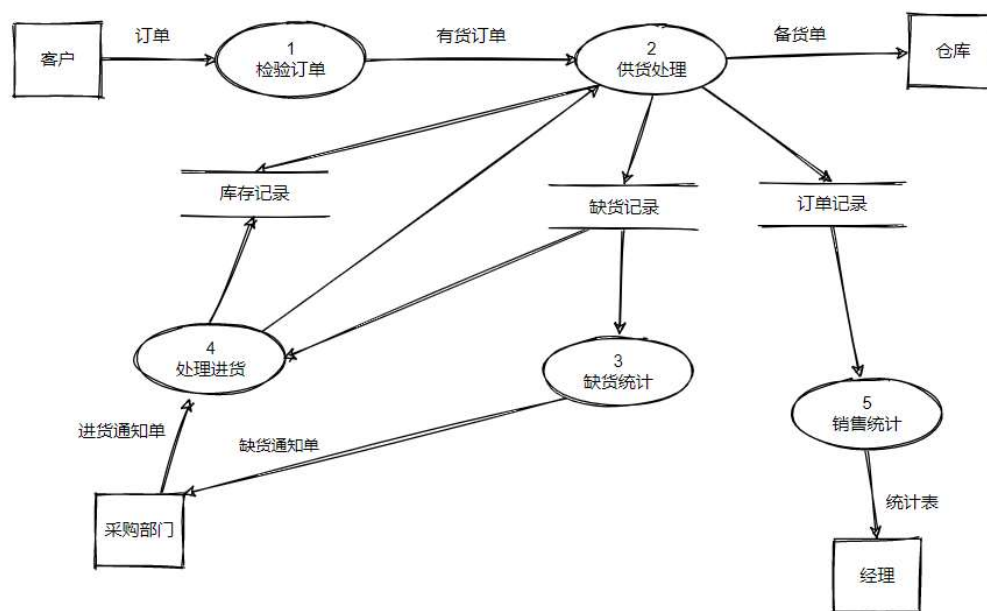 客户
订单
1
检验订单
有货订单
2
供货处理
备货单
仓库
库存记录
缺货记录
订单记录
4
处理进货
3
缺货统计
5
销售统计
进货通知单
缺货通知单
采购部门
统计表
经理